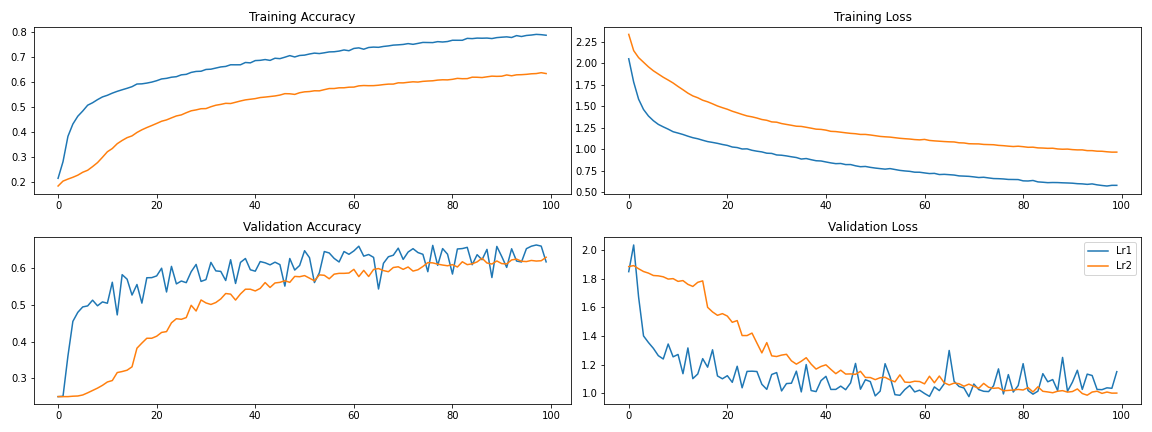 Training Accuracy
0.8
0.7
0.6
0.5
0.4
0.3
0.2
0 20 40 60 80 100
Training Loss
2.25
2.00
1.75
1.50
1.25
1.00
0.75
0.50
0 20 40 60 80 100
Validation Accuracy
0.6
0.5
0.4
0.3
0 20 40 60 80 100
Validation Loss
2.0
1.8
1.6
1.4
1.2
1.0
0 20 40 60 80 100
Lr1
Lr2